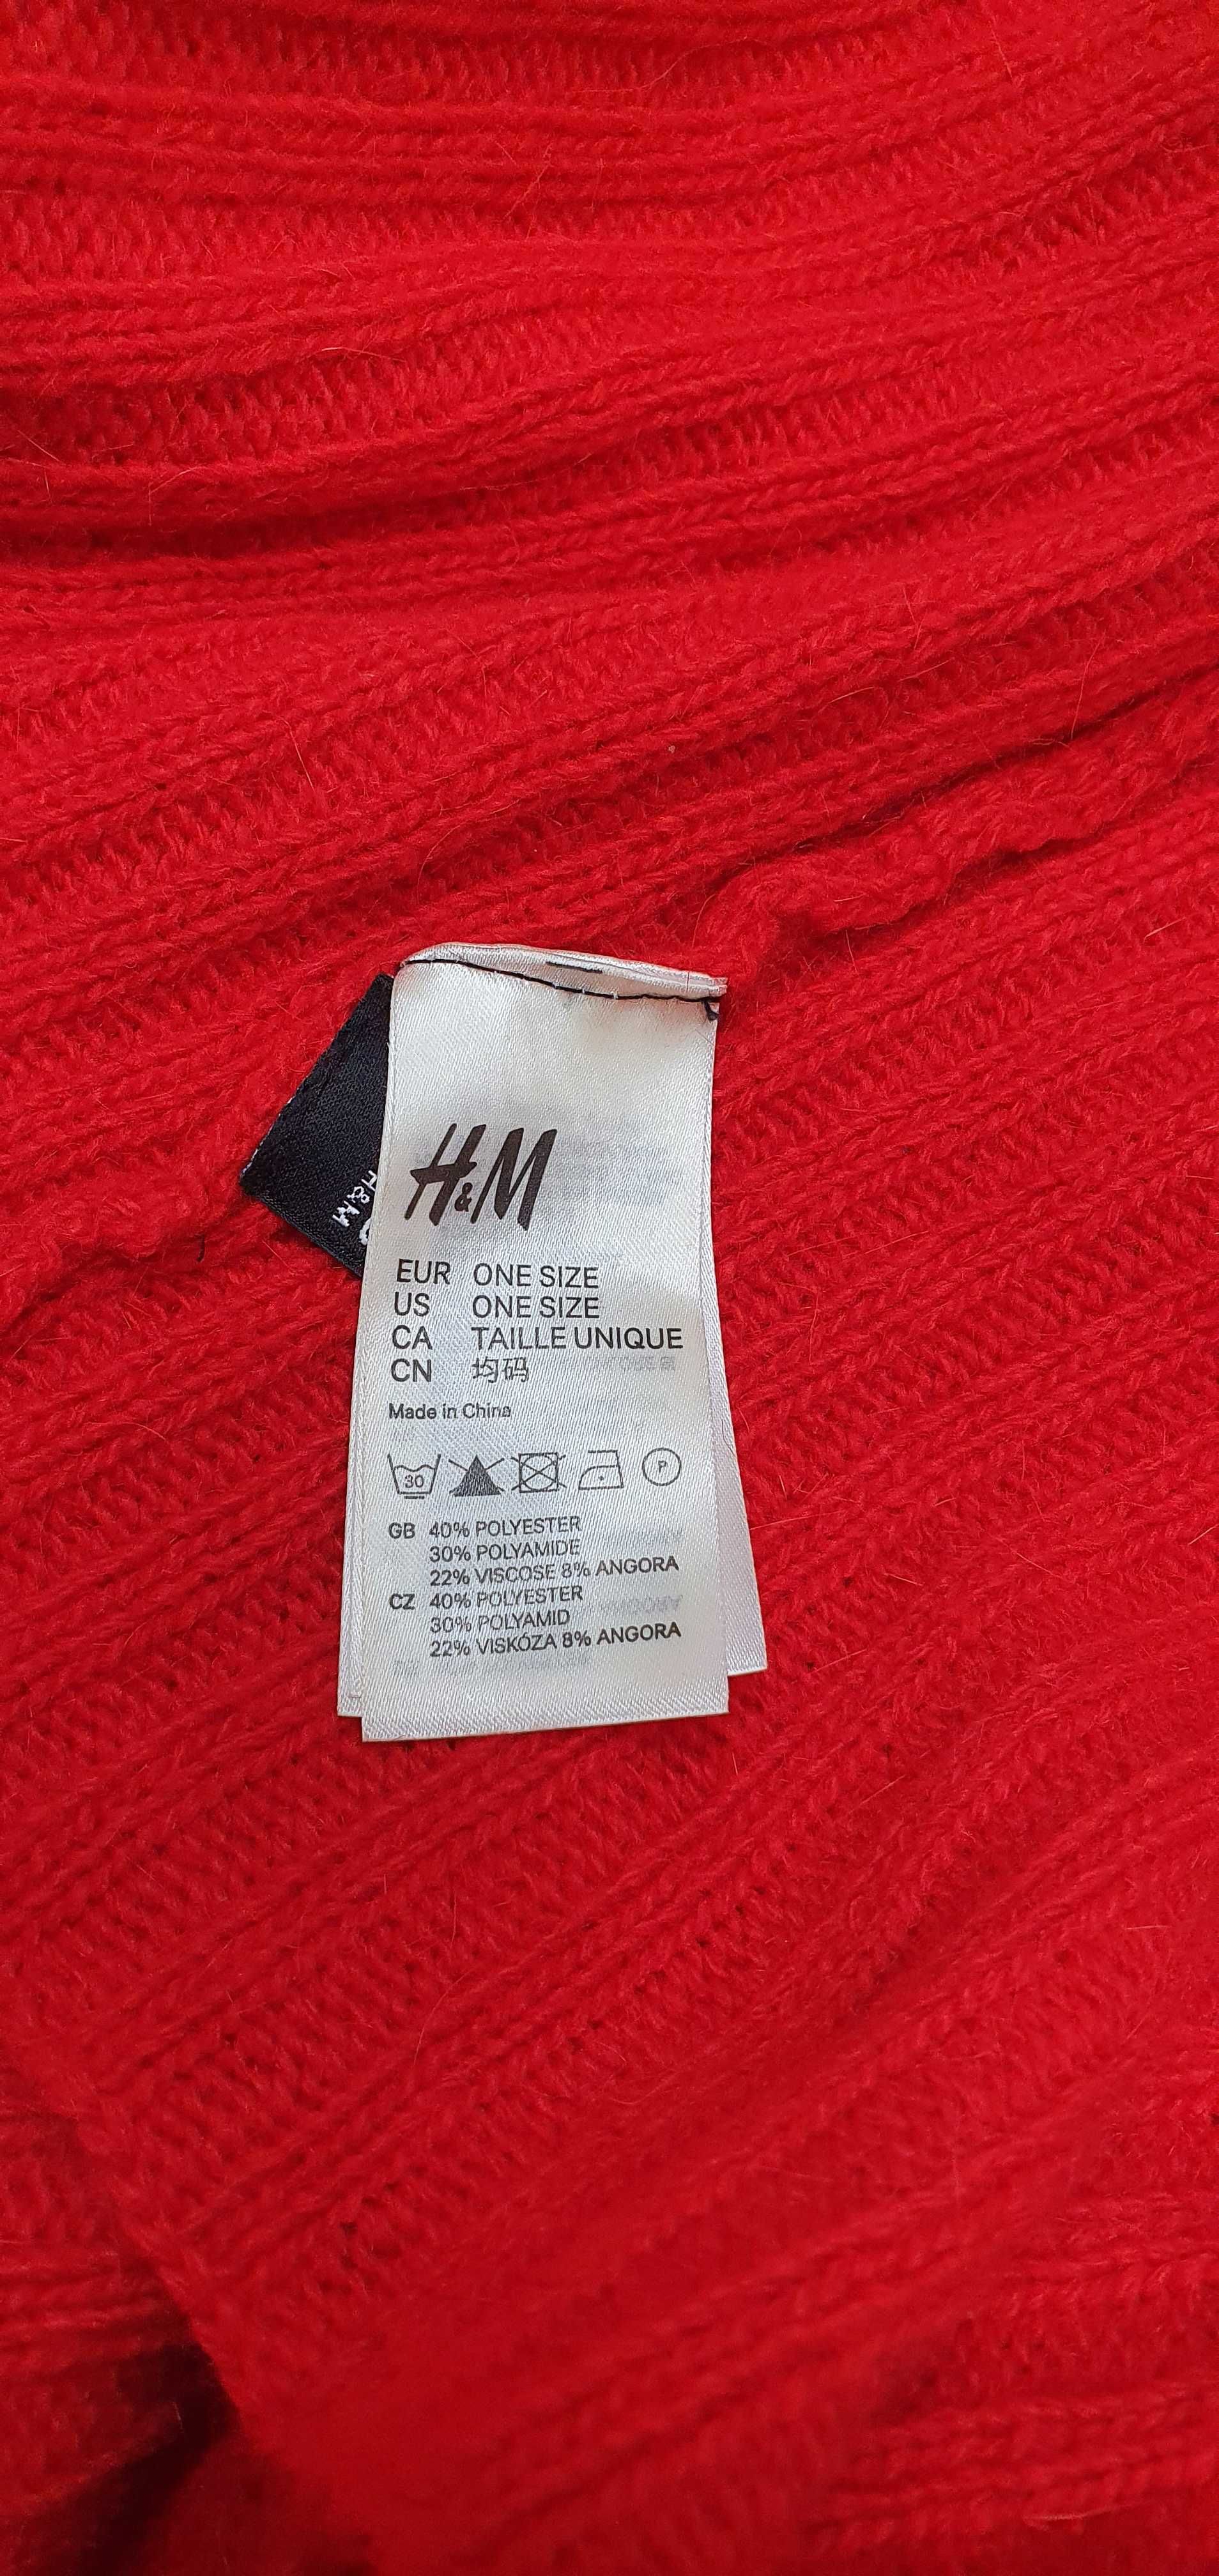 H&M
H&M
EUR ONE SIZE
US ONE SIZE
CA TAILLE UNIQUE
CN 均码
Made in China
30 P
GB 40% POLYESTER
30% POLYAMIDE
22% VISCOSE 8% ANGORA
CZ 40% POLYESTER
30% POLYAMID
22% VISKÓZA 8% ANGORA